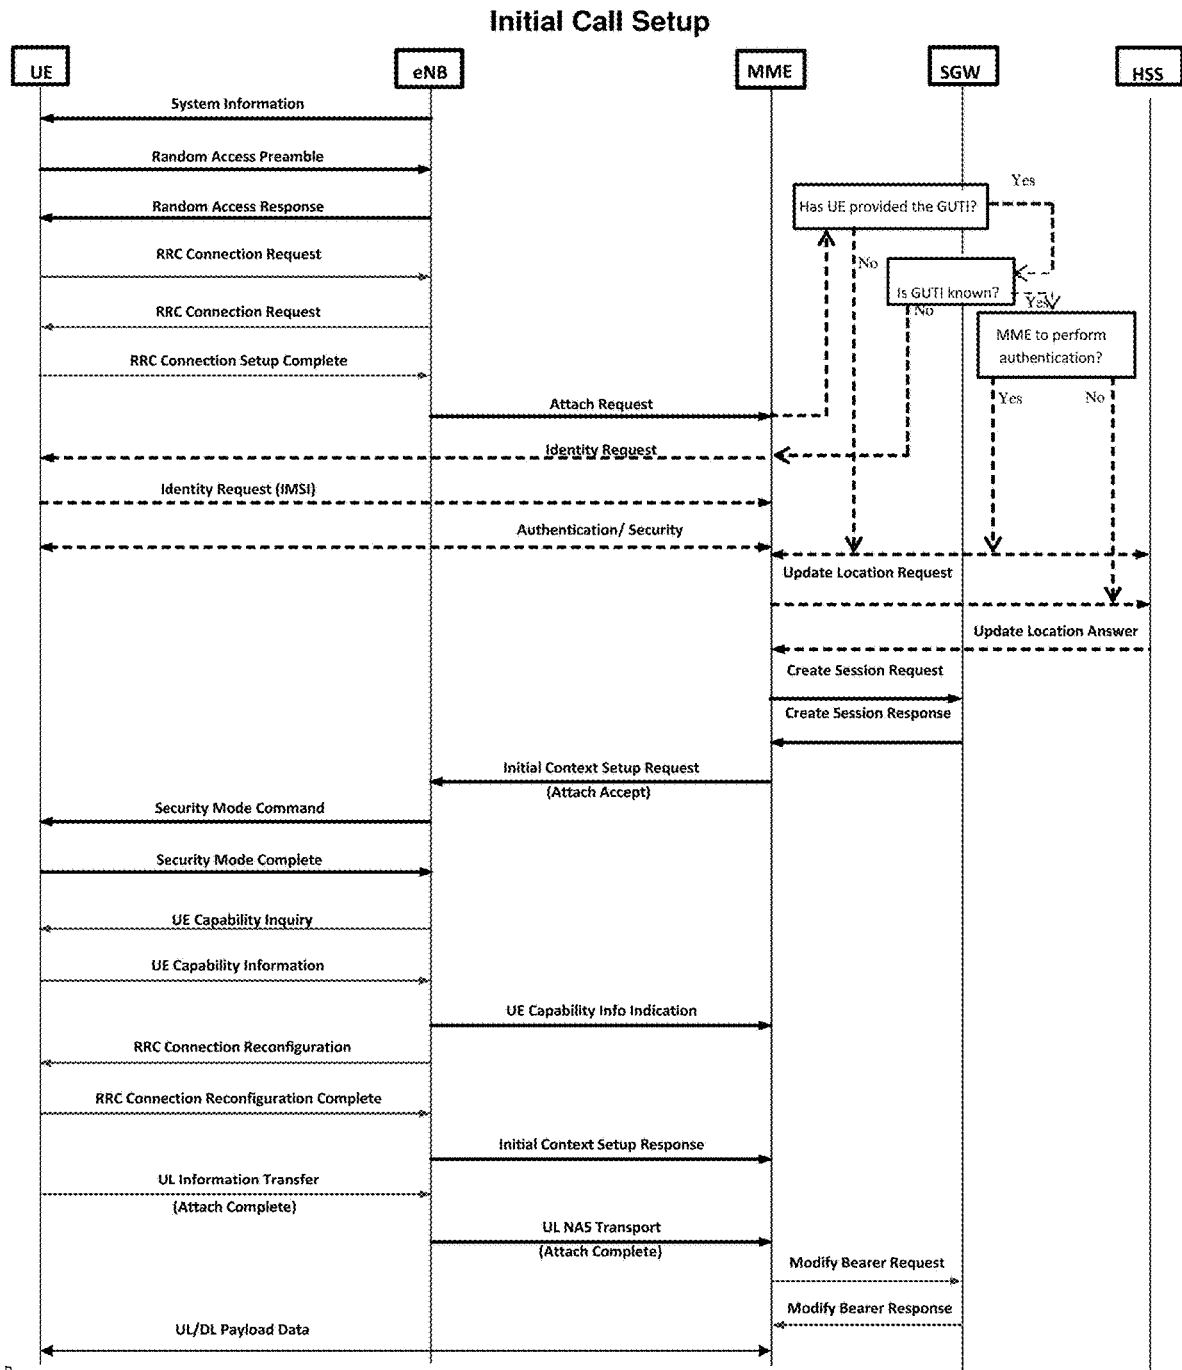 Initial Call Setup
UE
eNB
MME
SGW
HSS
System Information
Random Access Preamble
Random Access Response
RRC Connection Request
RRC Connection Request
RRC Connection Setup Complete
Has UE provided the GUTI?
Yes
No
Is GUTI known?
Yes
No
MME to perform
authentication?
Yes
No
Attach Request
Identity Request
Identity Request (IMSI)
Authentication/ Security
Update Location Request
Update Location Answer
Create Session Request
Create Session Response
Initial Context Setup Request
(Attach Accept)
Security Mode Command
Security Mode Complete
UE Capability Inquiry
UE Capability Information
UE Capability Info Indication
RRC Connection Reconfiguration
RRC Connection Reconfiguration Complete
Initial Context Setup Response
UL Information Transfer
(Attach Complete)
UL NAS Transport
(Attach Complete)
Modify Bearer Request
Modify Bearer Response
UL/DL Payload Data